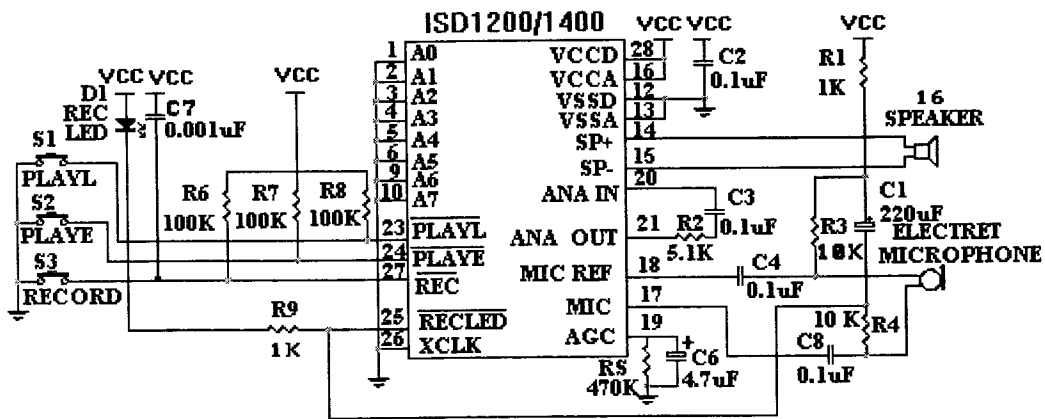 ISD1200/1400
VCC
VCC
VCC
VCC
VCC
VCC
D1
REC
LED
C7
0.001uF
S1
PLAYL
S2
PLAYE
S3
RECORD
R6
100K
R7
100K
R8
100K
R9
1K
1 A0
2 A1
3 A2
4 A3
5 A4
6 A5
9 A6
10 A7
23 PLAYL
24 PLAYE
27 REC
25 RECLED
26 XCLK
VCCD 28
VCCA 16
VSSD 12
VSSA 13
SP+ 14
SP- 15
ANA IN 20
ANA OUT 21
MIC REF 18
MIC 17
AGC 19
C2
0.1uF
R1
1K
16
SPEAKER
C3
0.1uF
R2
5.1K
R3
10K
C1
220uF
ELECTRET
MICROPHONE
C4
0.1uF
10 K
R4
C8
0.1uF
RS
470K
+
C6
4.7uF